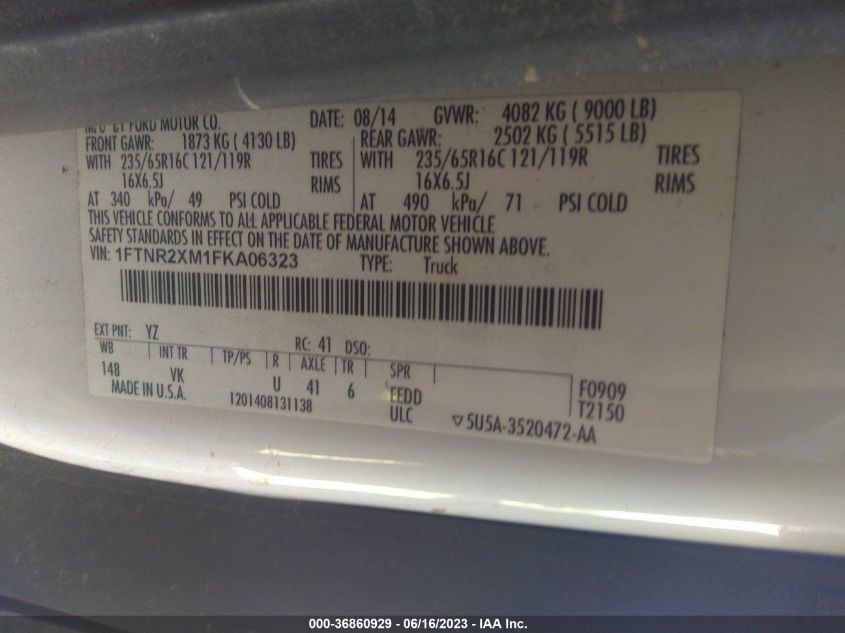 MFD BY FORD MOTOR CO. DATE: 08/14 GVWR: 4082 KG ( 9000 LB)
FRONT GAWR: 1873 KG ( 4130 LB) REAR GAWR: 2502 KG ( 5515 LB)
WITH 235/65R16C 121/119R TIRES WITH 235/65R16C 121/119R TIRES
16X6.5J RIMS 16X6.5J RIMS
AT 340 kPa/ 49 PSI COLD AT 490 kPa/ 71 PSI COLD
THIS VEHICLE CONFORMS TO ALL APPLICABLE FEDERAL MOTOR VEHICLE
SAFETY STANDARDS IN EFFECT ON THE DATE OF MANUFACTURE SHOWN ABOVE.
VIN: 1FTNR2XM1FKA06323 TYPE: Truck
EXT PNT: YZ RC: 41 DSO:
WB INT TR TP/PS R AXLE TR SPR
148 VK U 41 6 EEDD F0909
MADE IN U.S.A. 1201408131138 ULC ▽5U5A-3520472-AA T2150
000-36860929 - 06/16/2023 - Copyright © IAA, LLC.